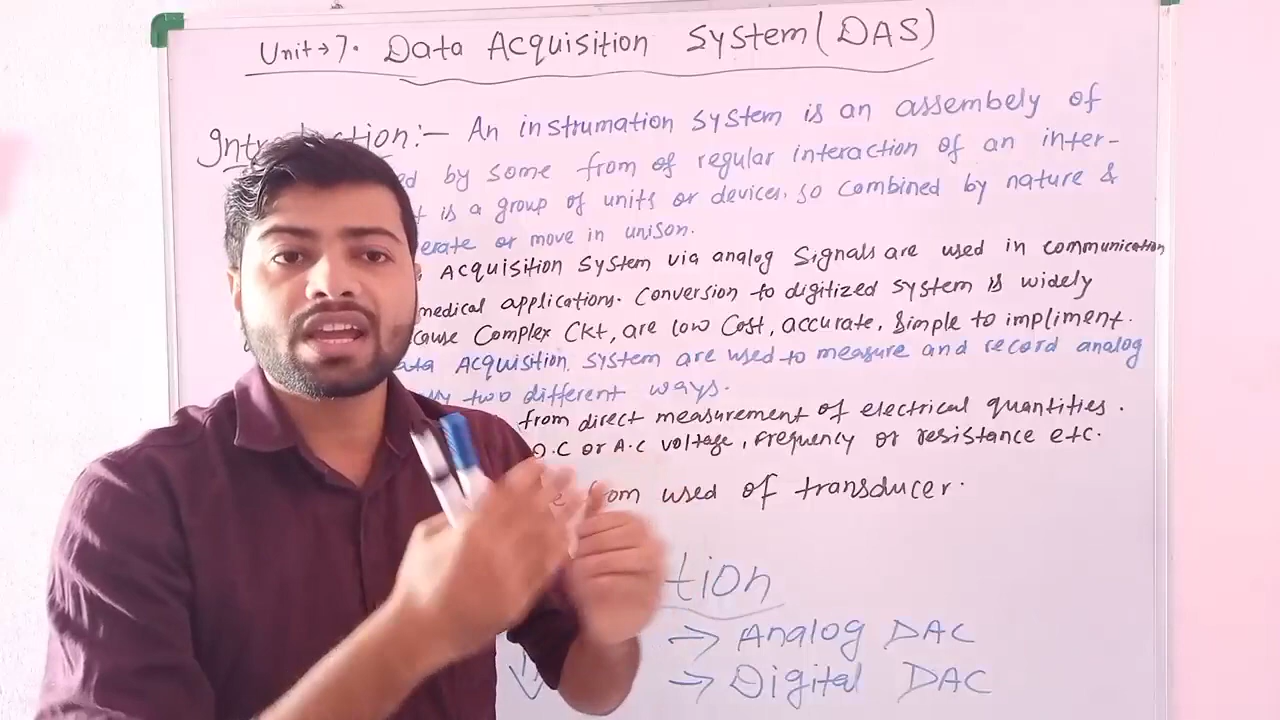 Unit→7. Data Acquisition System (DAS)
Introduction:— An instrumation system is an assembely of
ed by some from of regular interaction of an inter-
t is a group of units or devices, so combined by nature &
erate or move in unison.
Acquisition System via analog Signals are used in communication
medical applications. Conversion to digitized system is widely
cause Complex Ckt, are low Cost, accurate, Simple to impliment.
ata Acquisition System are used to measure and record analog
two different ways.
from direct measurement of electrical quantities.
D.C or A.C voltage, Frequency or resistance etc.
from used of transducer.
tion
→ Analog DAC
→ Digital DAC